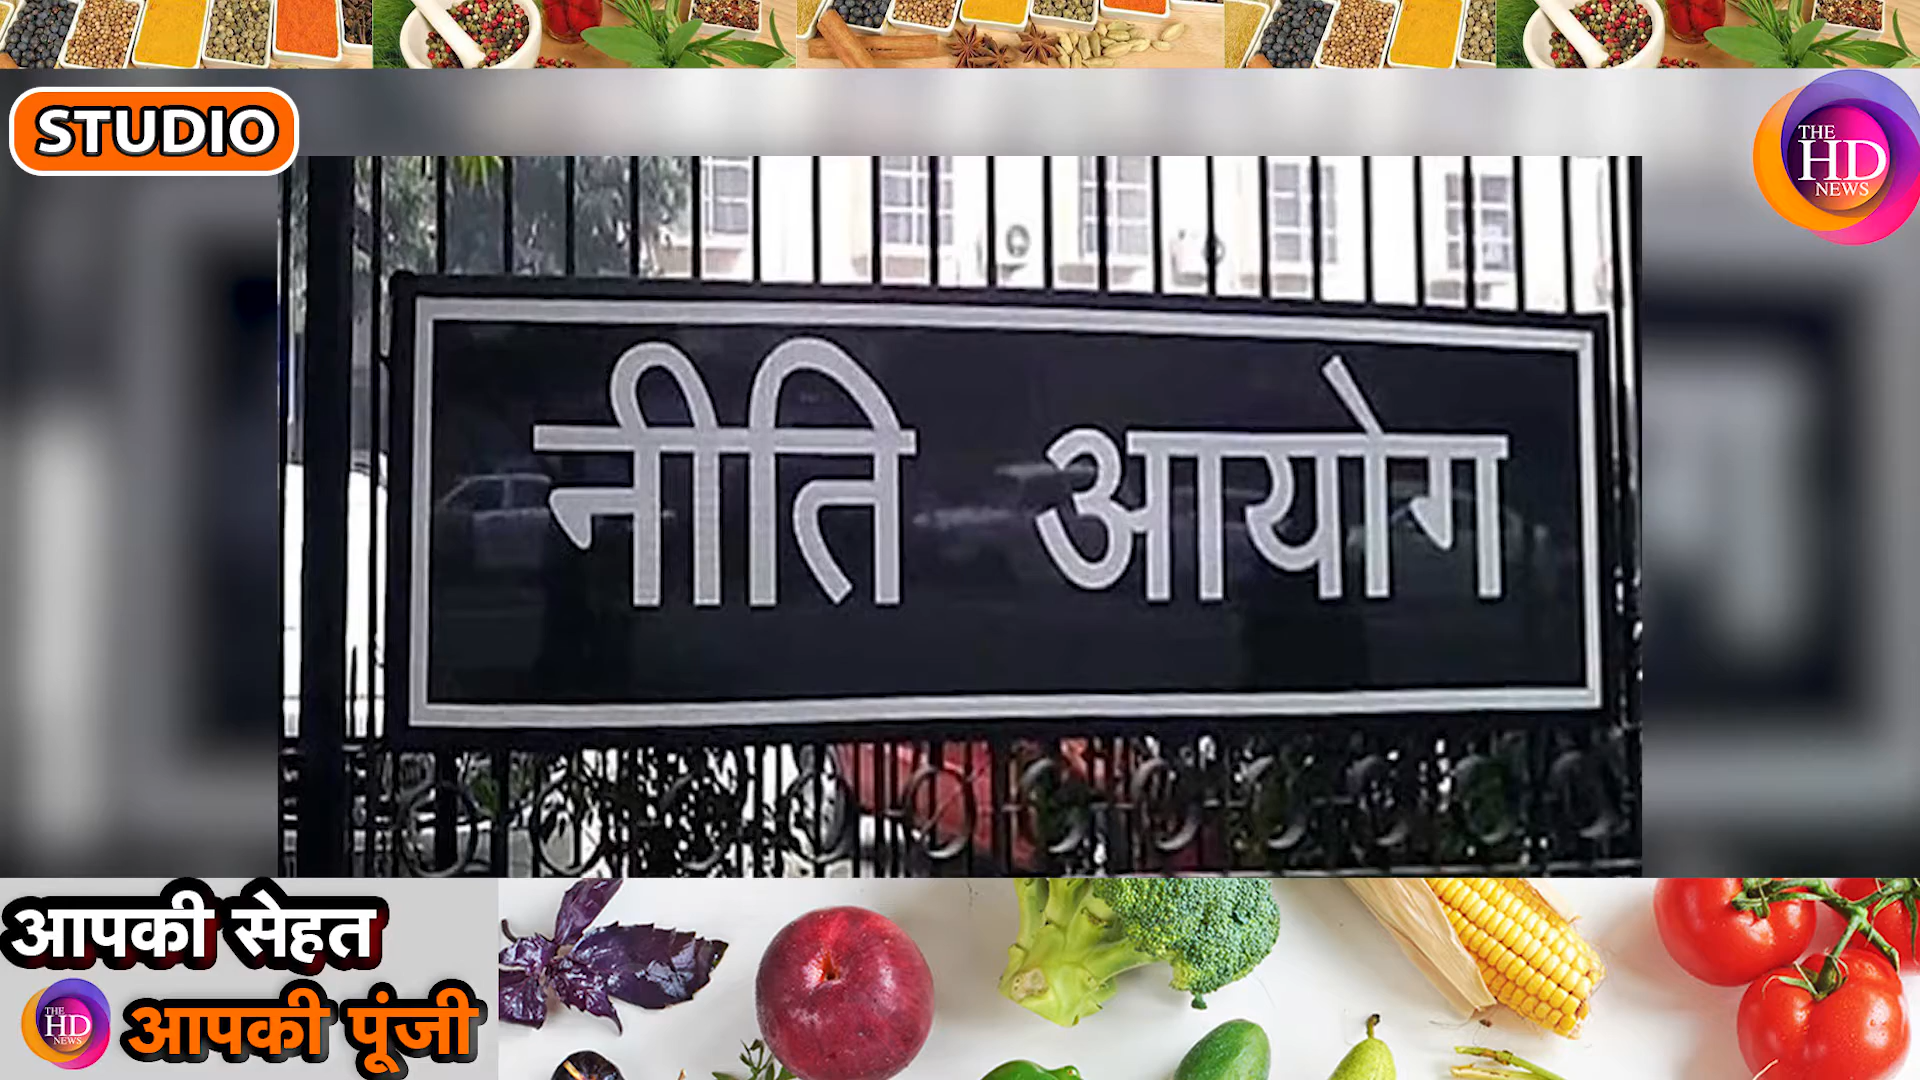 STUDIO
THE
HD
NEWS
नीति आयोग
आपकी सेहत
THE
HD
NEWS
आपकी पूंजी